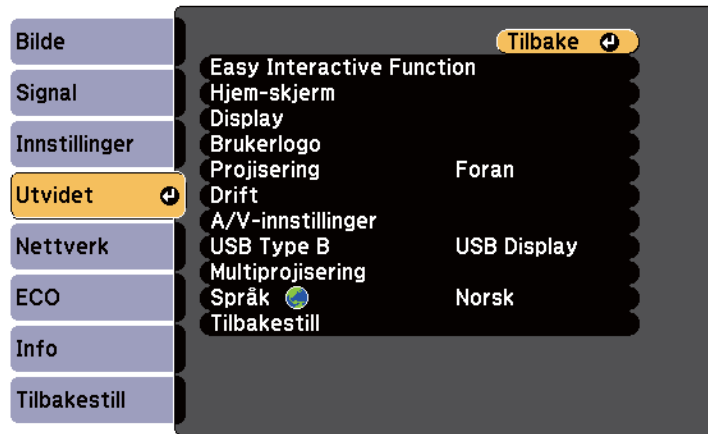 Bilde
Signal
Innstillinger
Utvidet
Nettverk
ECO
Info
Tilbakestill
Tilbake
Easy Interactive Function
Hjem-skjerm
Display
Brukerlogo
Projisering Foran
Drift
A/V-innstillinger
USB Type B USB Display
Multiprojisering
Språk Norsk
Tilbakestill